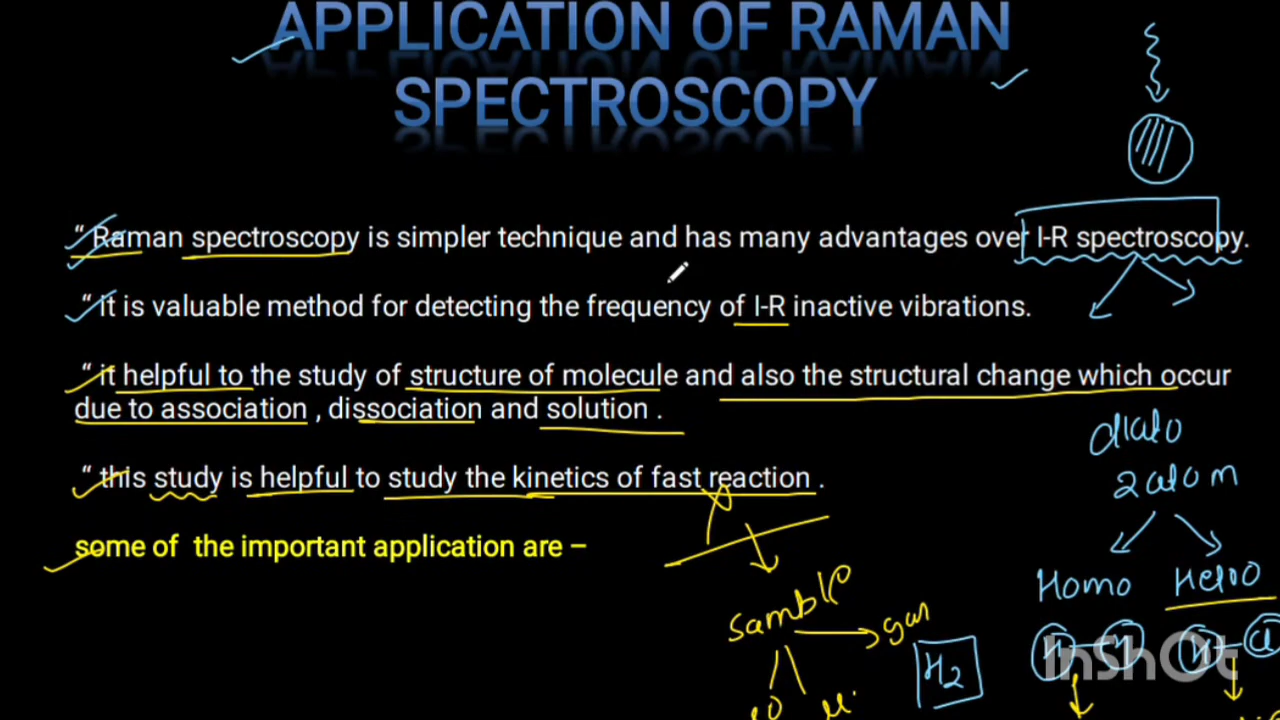 APPLICATION OF RAMAN
SPECTROSCOPY
“ Raman spectroscopy is simpler technique and has many advantages over I-R spectroscopy.
“ it is valuable method for detecting the frequency of I-R inactive vibrations.
“ it helpful to the study of structure of molecule and also the structural change which occur
due to association , dissociation and solution .
“ this study is helpful to study the kinetics of fast reaction .
some of the important application are –
diato
2 atom
Homo Hetro
H H H Cl
Sample
gas
H2
InShOt